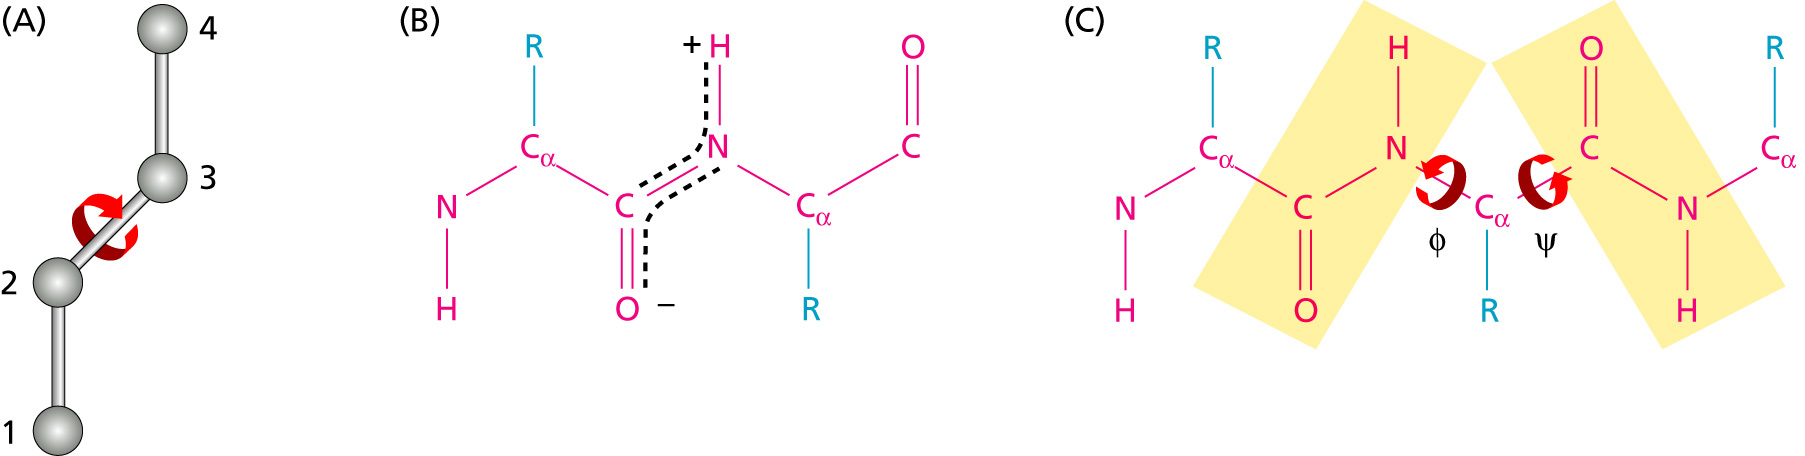 (A) (B) (C)
4
3
2
1
R + H O
Cα N C
N C Cα
H O − R
R H O R
Cα N C Cα
N C Cα N
ϕ ψ
H O R H